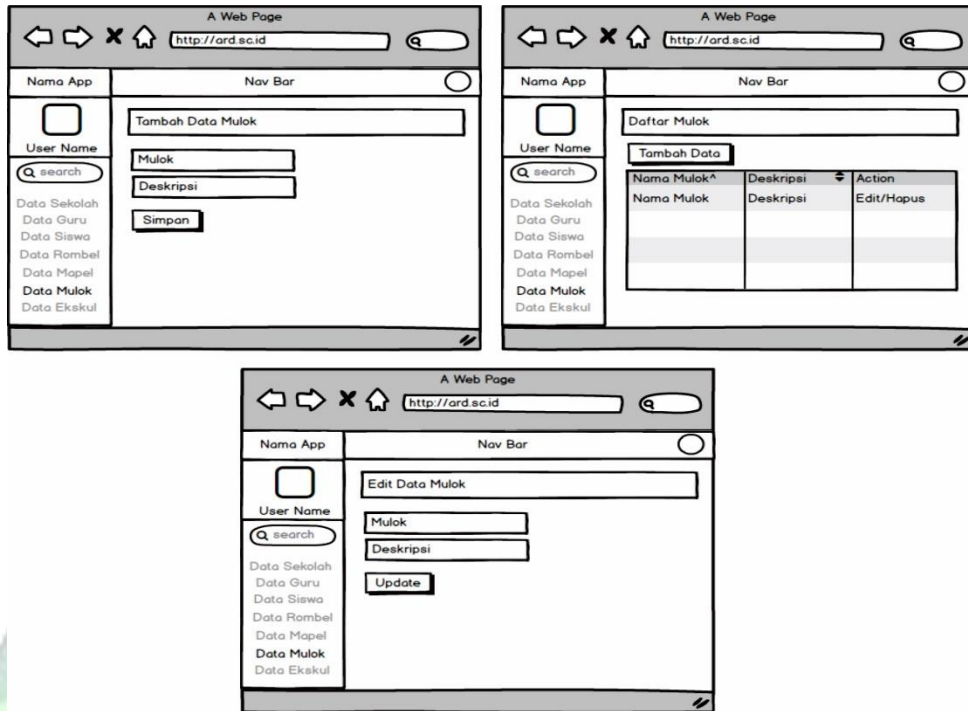 A Web Page
http://ard.sc.id
Nama App
Nav Bar
User Name
search
Data Sekolah
Data Guru
Data Siswa
Data Rombel
Data Mapel
Data Mulok
Data Ekskul
Tambah Data Mulok
Mulok
Deskripsi
Simpan
A Web Page
http://ard.sc.id
Nama App
Nav Bar
User Name
search
Data Sekolah
Data Guru
Data Siswa
Data Rombel
Data Mapel
Data Mulok
Data Ekskul
Daftar Mulok
Tambah Data
Nama Mulok^ Deskripsi Action
Nama Mulok Deskripsi Edit/Hapus
A Web Page
http://ard.sc.id
Nama App
Nav Bar
User Name
search
Data Sekolah
Data Guru
Data Siswa
Data Rombel
Data Mapel
Data Mulok
Data Ekskul
Edit Data Mulok
Mulok
Deskripsi
Update